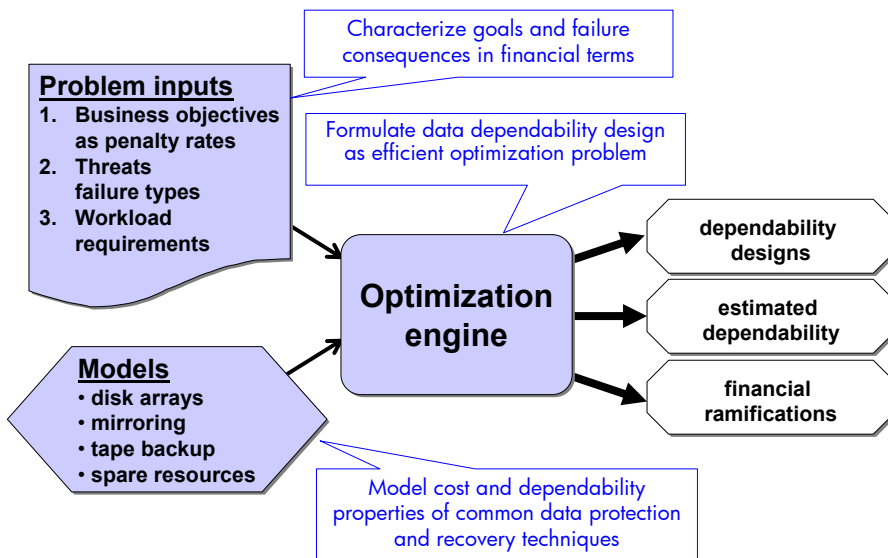 Characterize goals and failure
consequences in financial terms
Problem inputs
1. Business objectives
as penalty rates
2. Threats
failure types
3. Workload
requirements
Formulate data dependability design
as efficient optimization problem
Optimization
engine
dependability
designs
estimated
dependability
financial
ramifications
Models
• disk arrays
• mirroring
• tape backup
• spare resources
Model cost and dependability
properties of common data protection
and recovery techniques